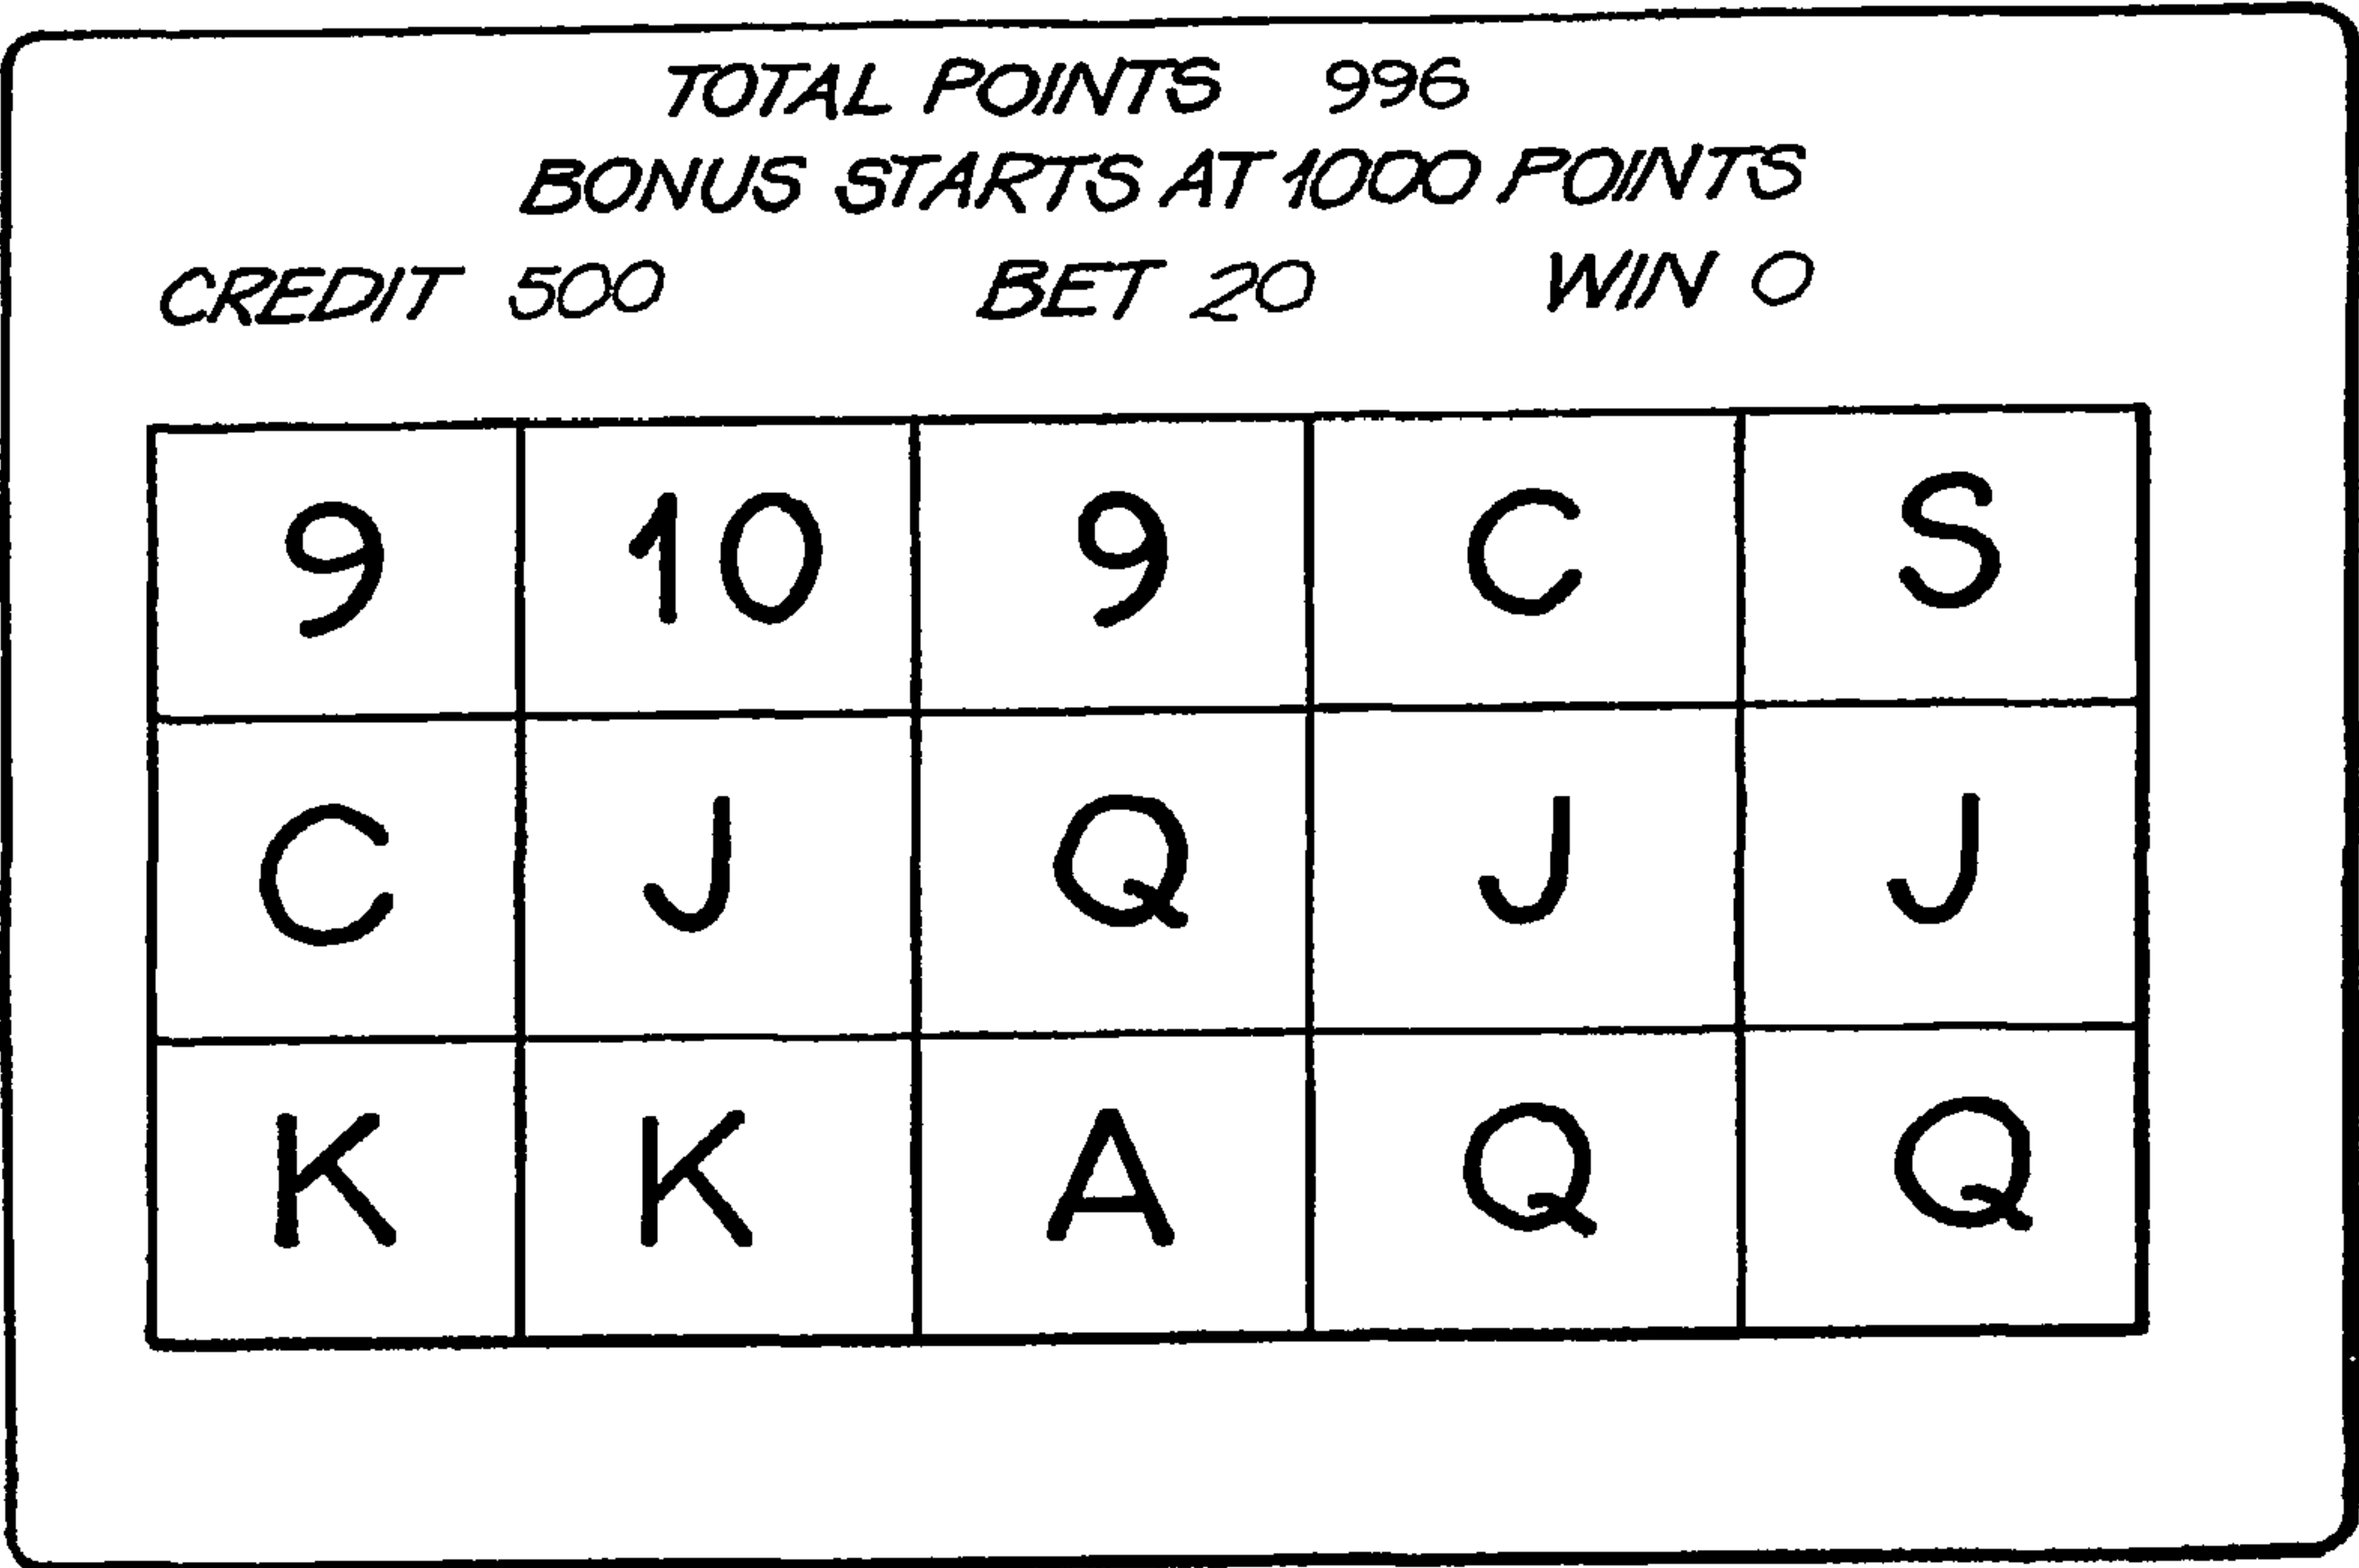 TOTAL POINTS 996
BONUS STARTS AT 1000 POINTS
CREDIT 500 BET 20 WIN 0
9 10 9 C S
C J Q J J
K K A Q Q